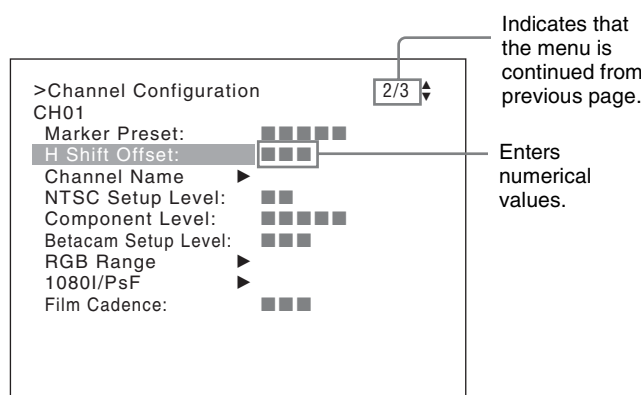 Indicates that
the menu is
continued from
previous page.
>Channel Configuration 2/3
CH01
Marker Preset: ■■■■■
H Shift Offset: ■■■
Channel Name ▶
NTSC Setup Level: ■■
Component Level: ■■■■■
Betacam Setup Level: ■■■
RGB Range ▶
1080I/PsF ▶
Film Cadence: ■■■
Enters
numerical
values.